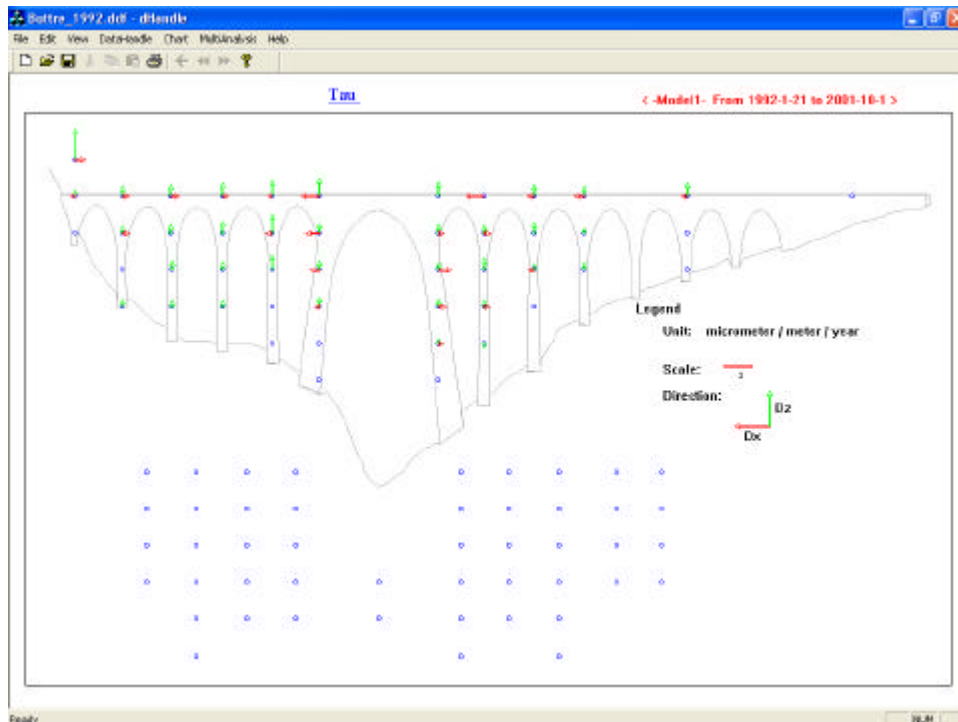 Bottre_1992.ddf - dHandle
File Edit View DataHandle Chart MultiAnalysis Help
Tau
< -Model1- From 1992-1-21 to 2001-10-1 >
Legend
Unit: micrometer / meter / year
Scale:
Direction:
Dz
Dx
Ready
NUM